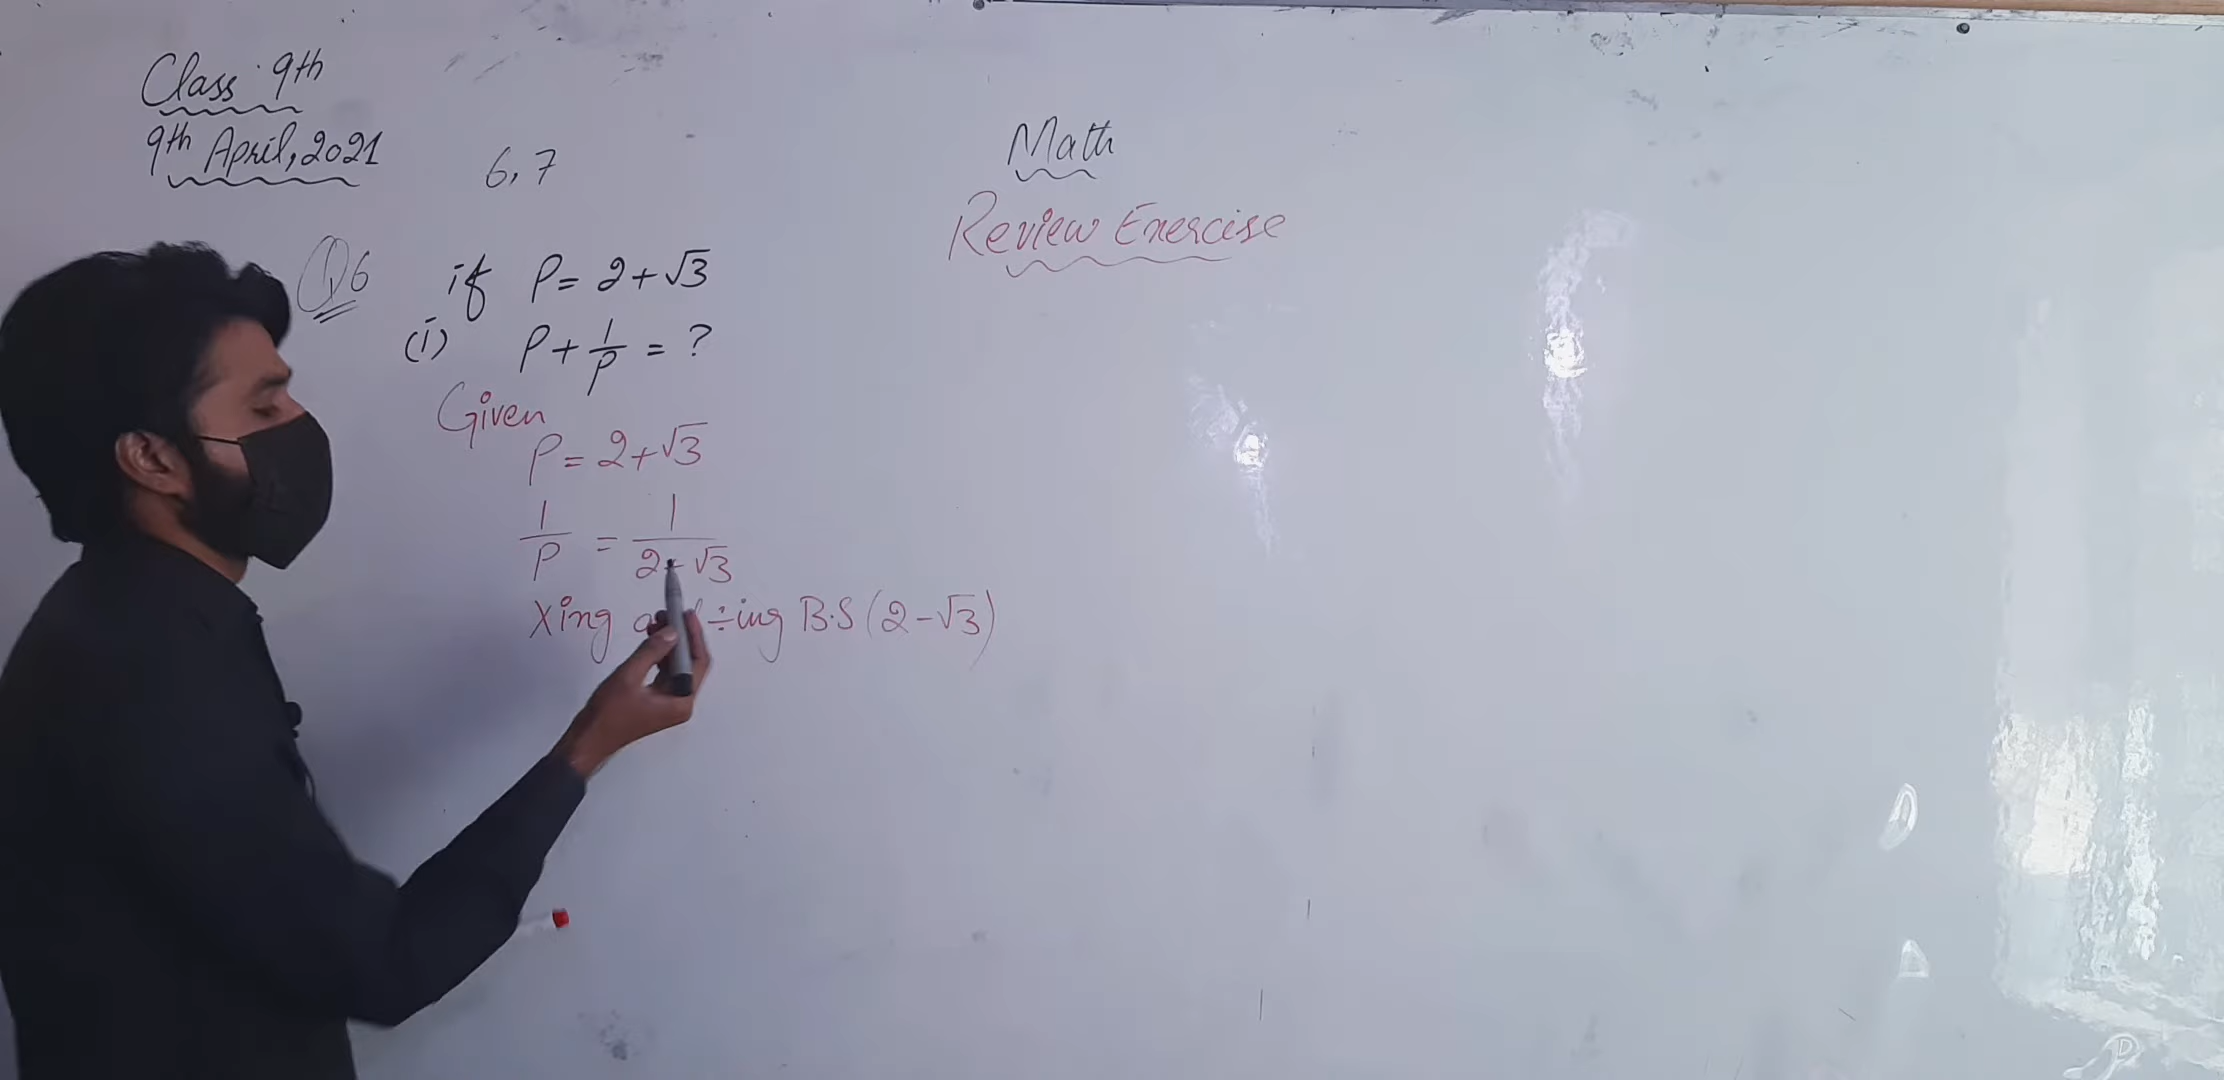 Class 9th
9th April, 2021
6, 7
Math
Review Exercise
Q6 if P = 2 + √3
(i) P + 1/P = ?
Given
P = 2 + √3
1/P = 1/(2 + √3)
Xing ÷ing B.S (2 - √3)